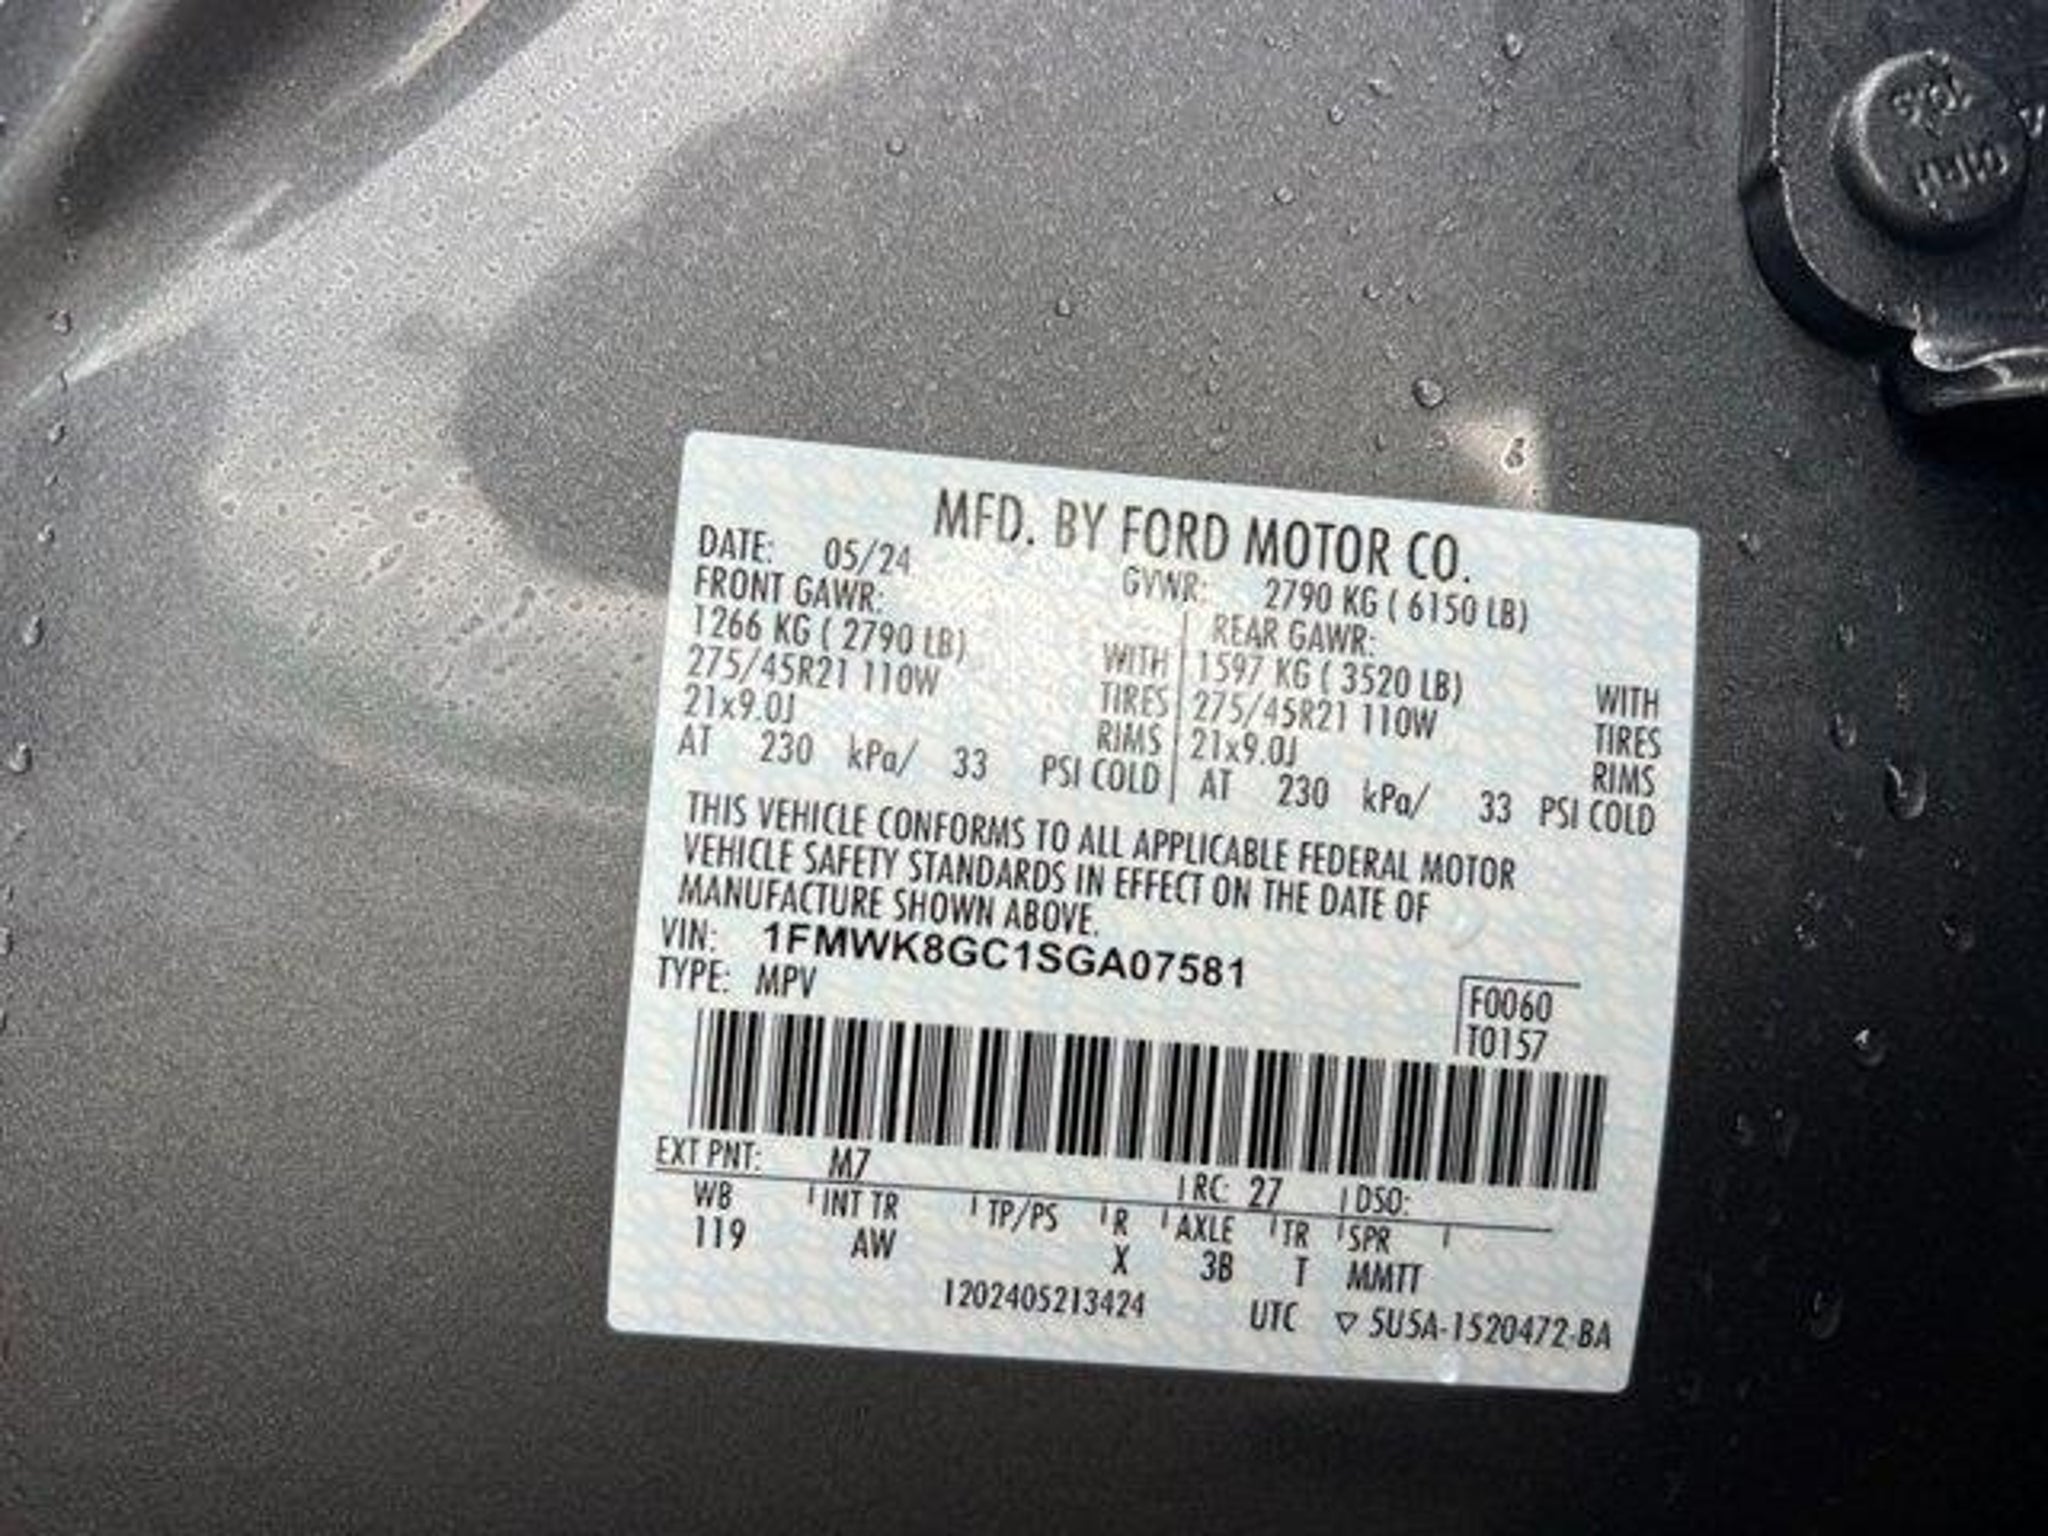 MFD. BY FORD MOTOR CO.
DATE: 05/24 GVWR: 2790 KG ( 6150 LB)
FRONT GAWR: REAR GAWR:
1266 KG ( 2790 LB) WITH 1597 KG ( 3520 LB) WITH
275/45R21 110W TIRES 275/45R21 110W TIRES
21x9.0J RIMS 21x9.0J RIMS
AT 230 kPa/ 33 PSI COLD AT 230 kPa/ 33 PSI COLD
THIS VEHICLE CONFORMS TO ALL APPLICABLE FEDERAL MOTOR
VEHICLE SAFETY STANDARDS IN EFFECT ON THE DATE OF
MANUFACTURE SHOWN ABOVE.
VIN: 1FMWK8GC1SGA07581
TYPE: MPV
F0060
T0157
EXT PNT: M7 RC: 27 DSO:
WB INT TR TP/PS R AXLE TR SPR
119 AW X 3B T MMTT
1202405213424 UTC ▽ 5U5A-1520472-BA